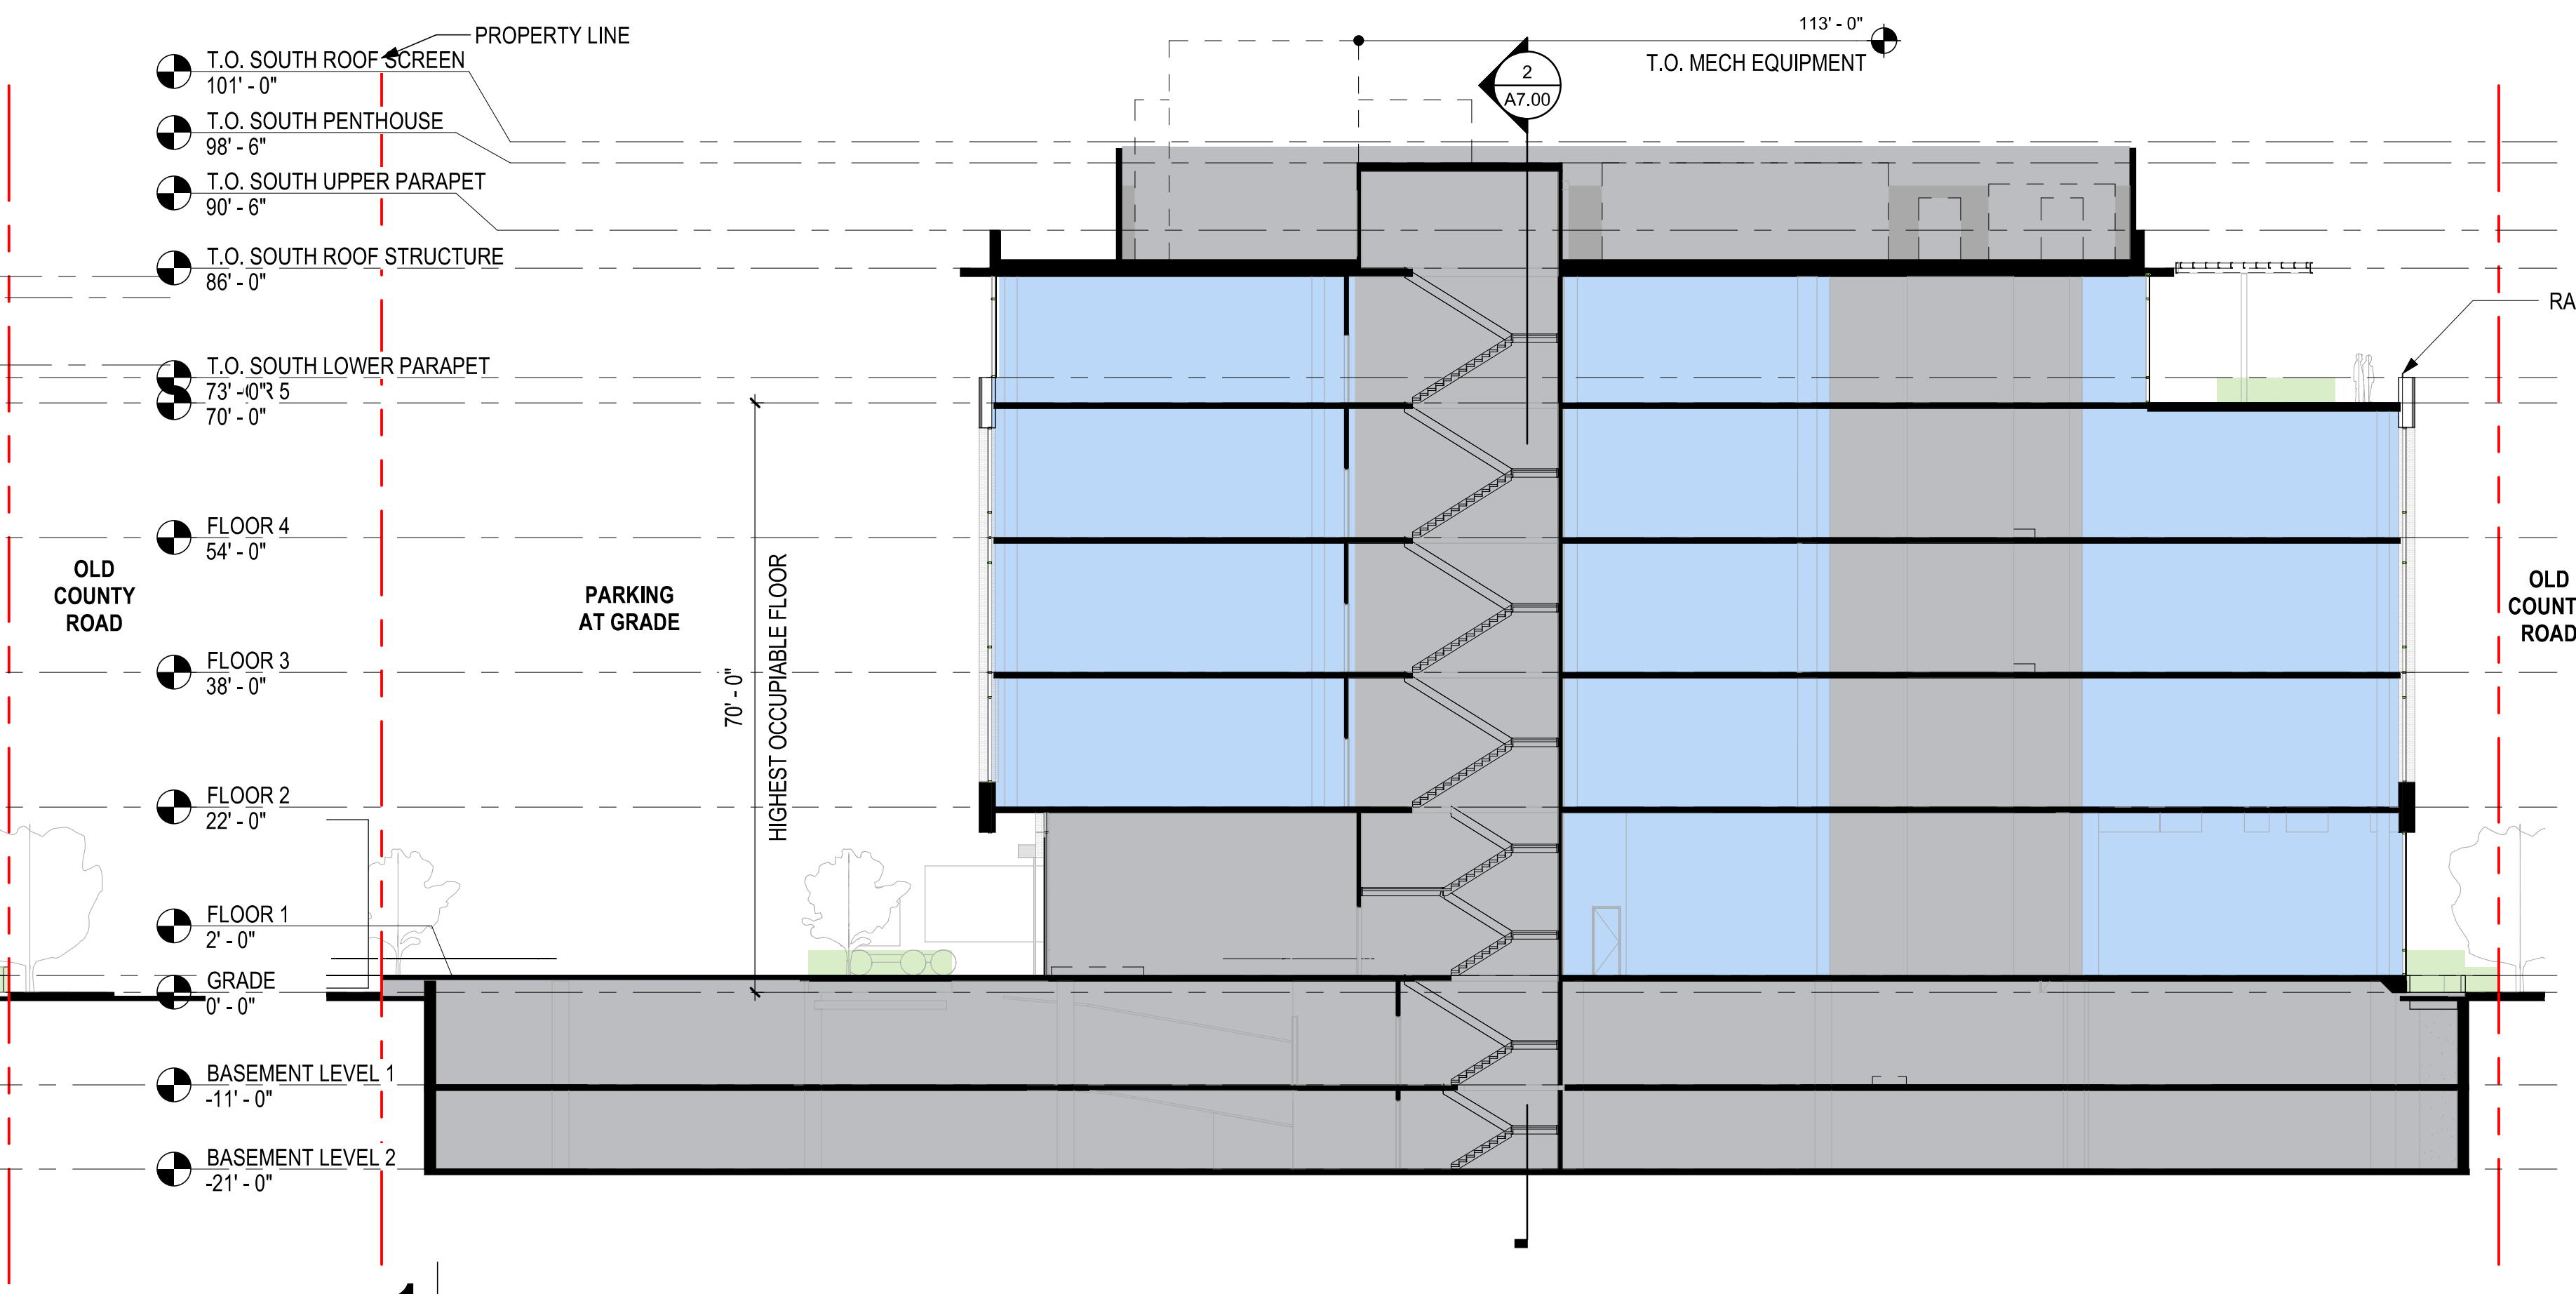 PROPERTY LINE
113' - 0"
T.O. MECH EQUIPMENT
2
A7.00
T.O. SOUTH ROOF SCREEN
101' - 0"
T.O. SOUTH PENTHOUSE
98' - 6"
T.O. SOUTH UPPER PARAPET
90' - 6"
T.O. SOUTH ROOF STRUCTURE
86' - 0"
RA
T.O. SOUTH LOWER PARAPET
73' - 0"R 5
70' - 0"
FLOOR 4
54' - 0"
OLD
COUNTY
ROAD
PARKING
AT GRADE
70' - 0"
HIGHEST OCCUPIABLE FLOOR
OLD
COUNT
ROAD
FLOOR 3
38' - 0"
FLOOR 2
22' - 0"
FLOOR 1
2' - 0"
GRADE
0' - 0"
BASEMENT LEVEL 1
-11' - 0"
BASEMENT LEVEL 2
-21' - 0"